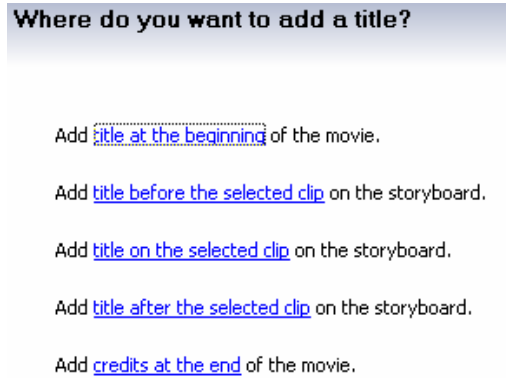 Where do you want to add a title?
Add title at the beginning of the movie.
Add title before the selected clip on the storyboard.
Add title on the selected clip on the storyboard.
Add title after the selected clip on the storyboard.
Add credits at the end of the movie.